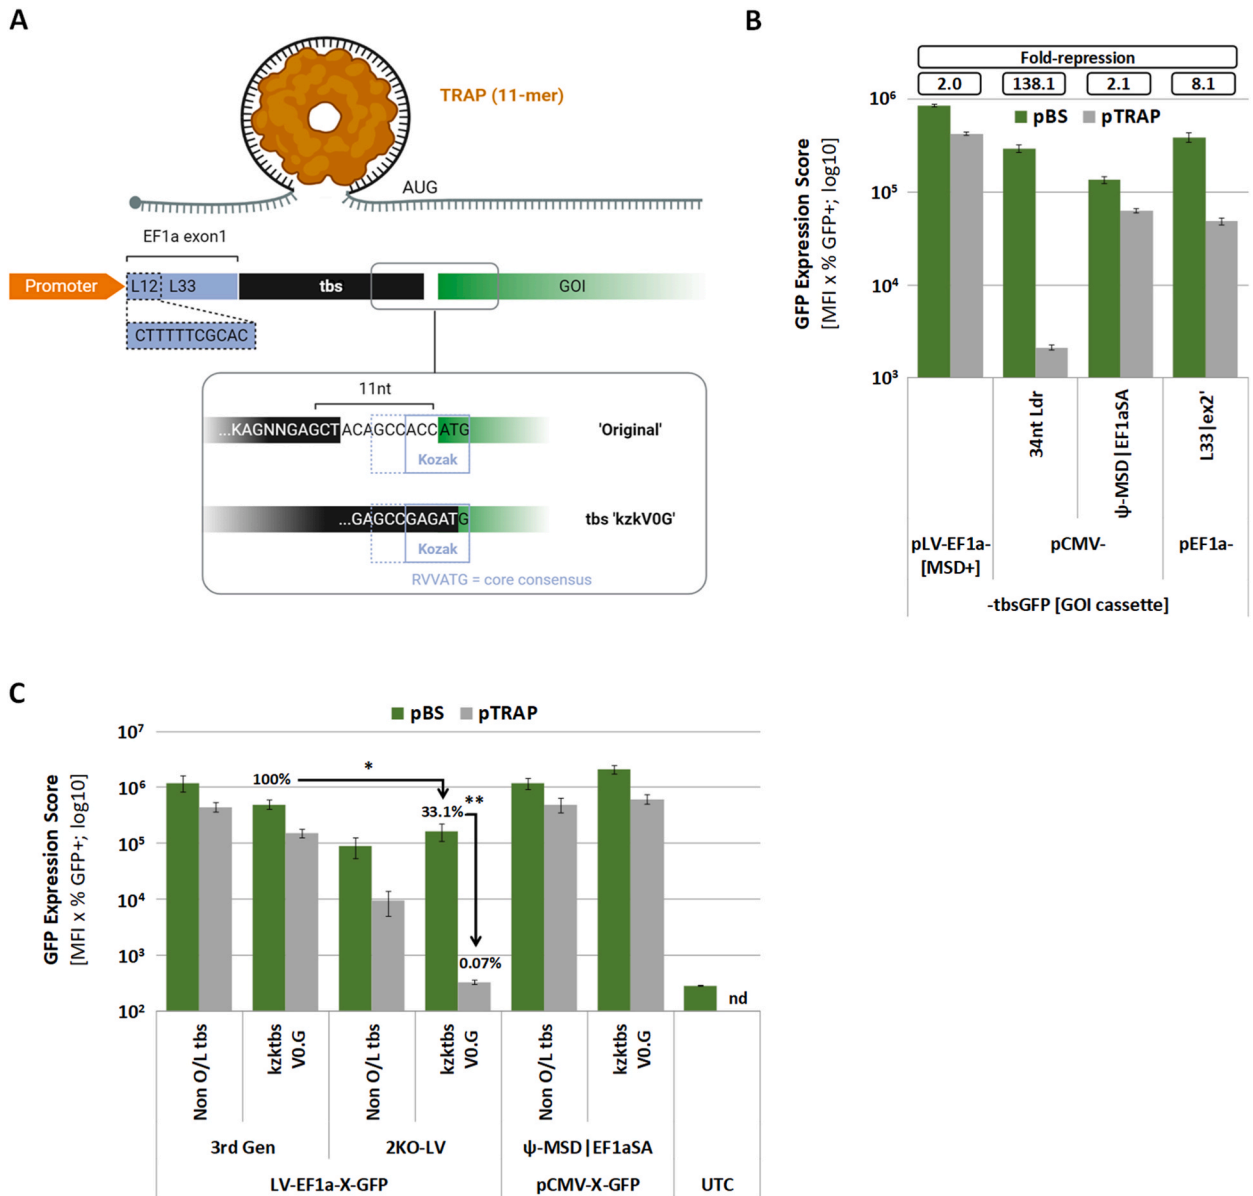 A
TRAP (11-mer)
AUG
EF1a exon1
Promoter
L12
L33
tbs
GOI
CTTTTTCGCAC
11nt
...KAGNNGAGCTACAGCCACCATG
'Original'
Kozak
...GAGCCGAGATG
tbs 'kzkV0G'
Kozak
RVVATG = core consensus
B
Fold-repression
2.0
138.1
2.1
8.1
pBS
pTRAP
GFP Expression Score
[MFI x % GFP+; log10]
10⁶
10⁵
10⁴
10³
34nt Ldr
ψ-MSD|EF1aSA
L33|ex2'
pLV-EF1a-
[MSD+]
pCMV-
pEF1a-
-tbsGFP [GOI cassette]
C
pBS
pTRAP
GFP Expression Score
[MFI x % GFP+; log10]
10⁷
10⁶
10⁵
10⁴
10³
10²
100%
*
33.1%
**
0.07%
nd
Non O/L tbs
kzktbs
V0.G
Non O/L tbs
kzktbs
V0.G
Non O/L tbs
kzktbs
V0.G
3rd Gen
2KO-LV
ψ-MSD|EF1aSA
LV-EF1a-X-GFP
pCMV-X-GFP
UTC